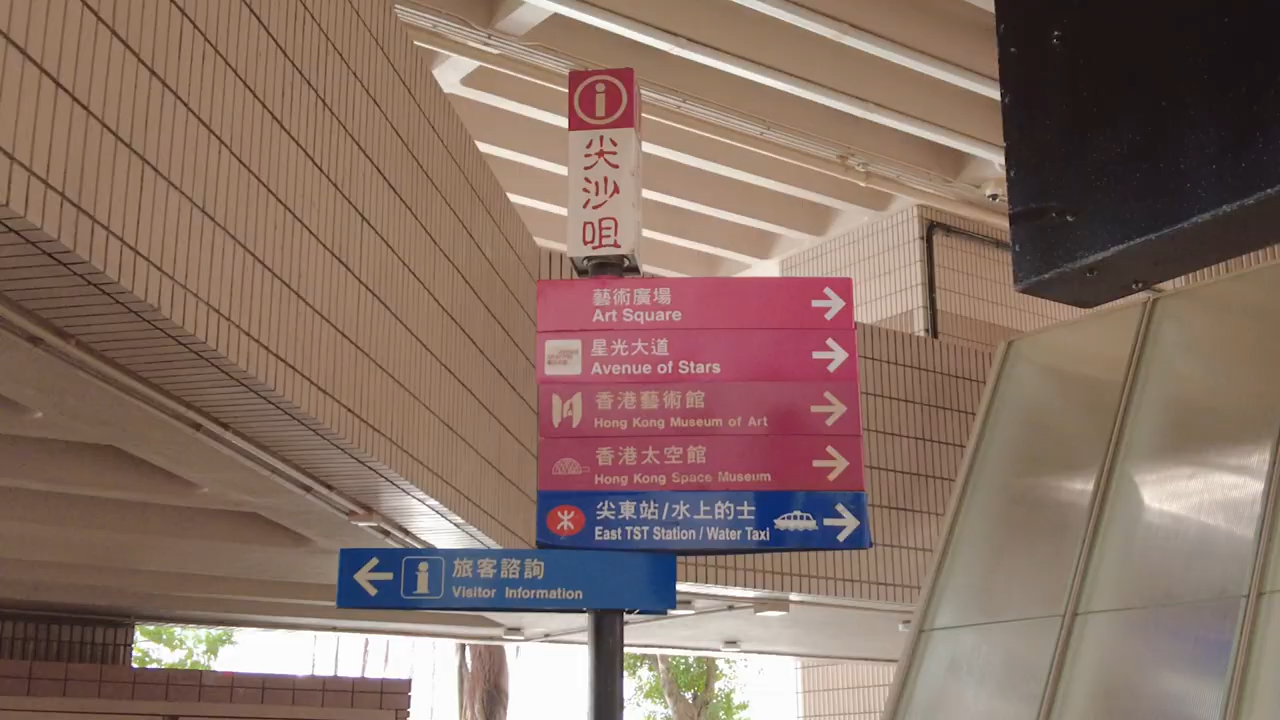 i
尖沙咀
藝術廣場
Art Square
星光大道
Avenue of Stars
香港藝術館
Hong Kong Museum of Art
香港太空館
Hong Kong Space Museum
尖東站/水上的士
East TST Station / Water Taxi
i
旅客諮詢
Visitor Information